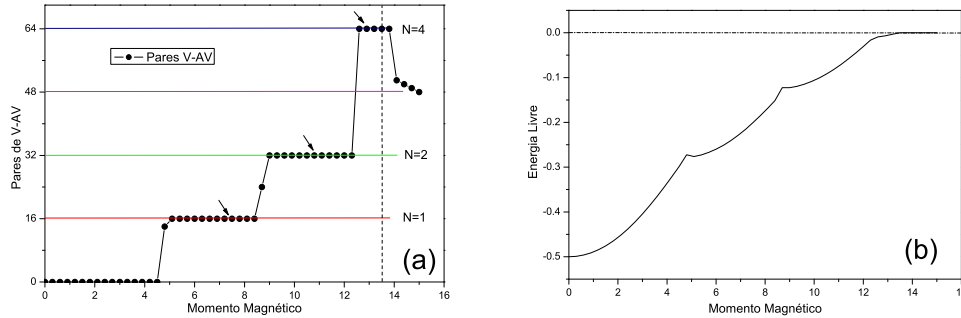 64
48
32
16
0
Pares de V-AV
Pares V-AV
N=4
N=2
N=1
(a)
0 2 4 6 8 10 12 14 16
Momento Magnético
0.0
-0.1
-0.2
-0.3
-0.4
-0.5
Energia Livre
(b)
0 2 4 6 8 10 12 14 16
Momento Magnético